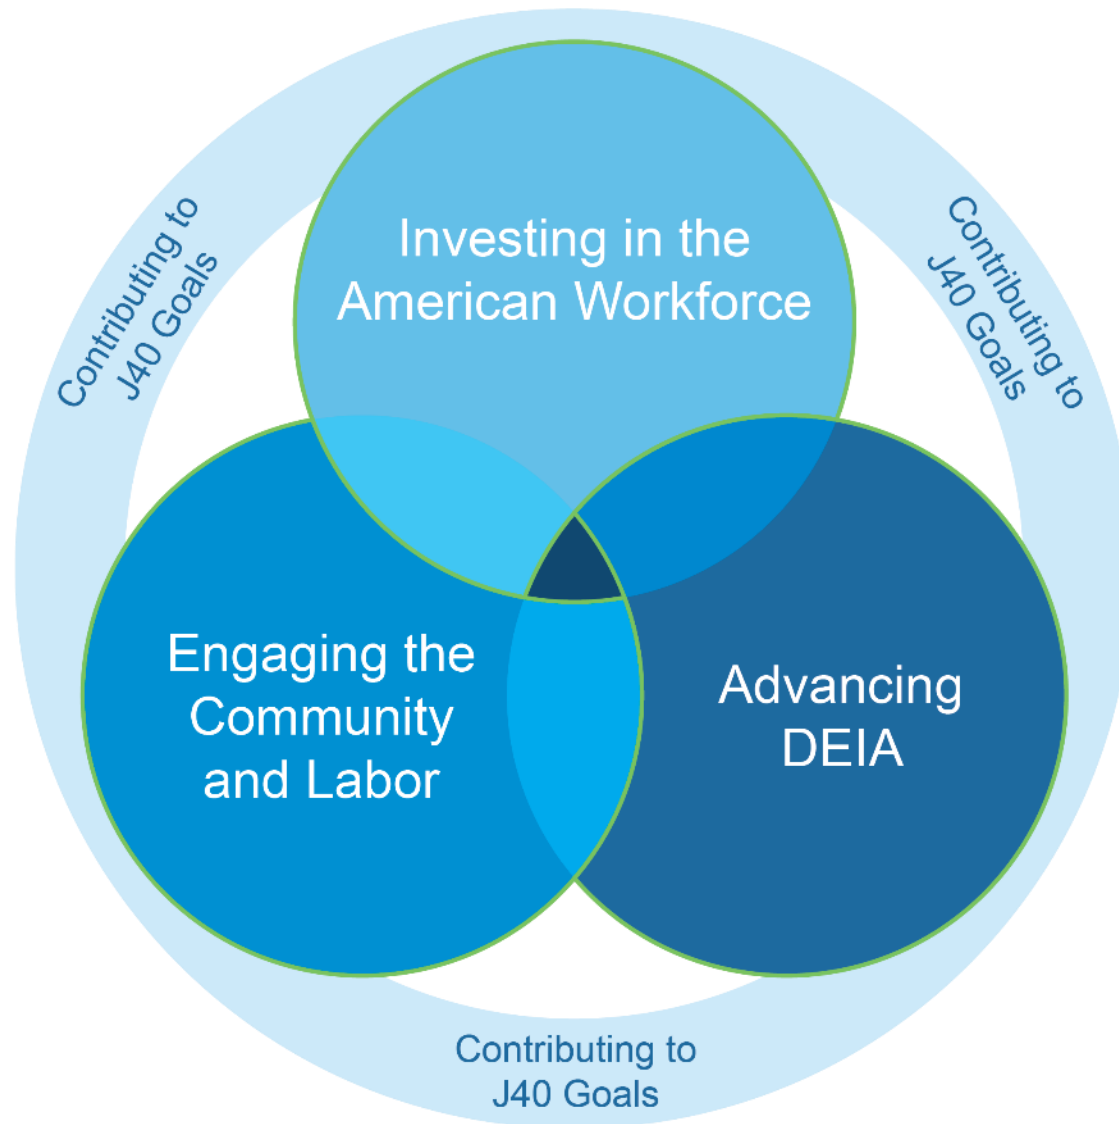 Investing in the
American Workforce
Contributing to
J40 Goals
Contributing to
J40 Goals
Engaging the
Community
and Labor
Advancing
DEIA
Contributing to
J40 Goals